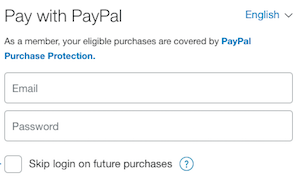 Pay with PayPal
English
As a member, your eligible purchases are covered by PayPal
Purchase Protection.
Email
Password
Skip login on future purchases ?